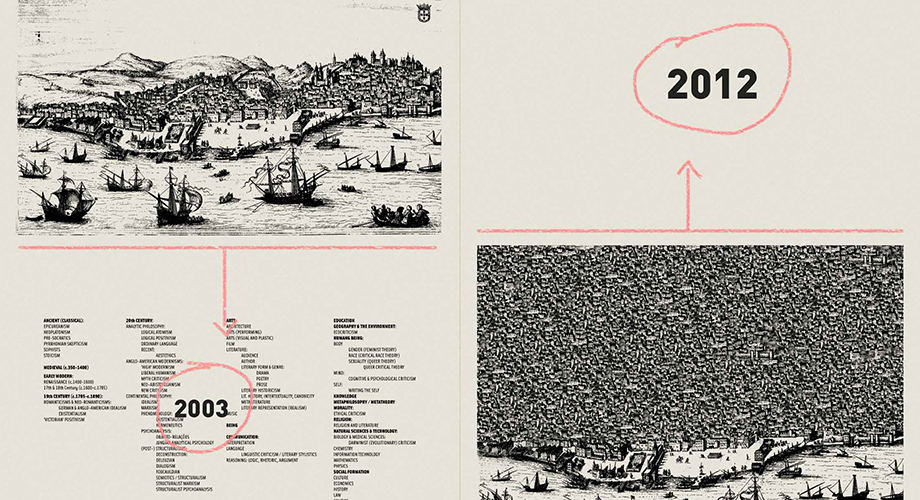 ANCIENT (CLASSICAL):
EPICUREANISM
NEOPLATONISM
PRE-SOCRATICS
PYRRHONIAN SKEPTICISM
SOPHISTS
STOICISM
MEDIEVAL (c.350-1400)
EARLY MODERN:
RENAISSANCE (c.1400-1600)
17th & 18th Century (c.1600-c.1785)
19th CENTURY (c.1785-c.1890):
ROMANTICISMS & NEO-ROMANTICISMS:
GERMAN & ANGLO-AMERICAN IDEALISM
EXISTENTIALISM
'VICTORIAN' POSITIVISM
20th CENTURY:
ANALYTIC PHILOSOPHY:
LOGICAL ATOMISM
LOGICAL POSITIVISM
ORDINARY LANGUAGE
RECENT:
AESTHETICS
ANGLO-AMERICAN MODERNISMS:
'HIGH' MODERNISM
LIBERAL HUMANISM
MYTH CRITICISM
NEO-ARISTOTELIANISM
NEW CRITICISM
CONTINENTAL PHILOSOPHY:
IDEALISM
MARXISM
EXISTENTIALISM
HERMENEUTICS
PSYCHOANALYSIS:
OBJECT-RELAÇÕES
JUNGIAN ANALYTICAL PSYCHOLOGY
(POST-) STRUCTURALISM:
DECONSTRUCTION:
DELEUZIAN
DIALOGISM
FOUCAULDIAN
SEMIOTICS / STRUCTURALISM
STRUCTURALIST MARXISM
STRUCTURALIST PSYCHOANALYSIS
2003
ARTS:
ARCHITECTURE
ARTS (PERFORMING)
ARTS (VISUAL AND PLASTIC)
FILM
LITERATURE:
AUDIENCE
AUTHOR
LITERARY FORM & GENRE:
DRAMA
POETRY
PROSE
LITERARY HISTORICISM
LIT. HISTORY, INTERTEXTUALITY, CANONICITY
METALITERATURE
LITERARY REPRESENTATION (REALISM)
MUSIC
BEING
COMMUNICATION:
INTERPRETATION
LANGUAGE
LINGUISTIC CRITICISM / LITERARY STYLISTICS
REASONING: LOGIC, RHETORIC, ARGUMENT
EDUCATION
GEOGRAPHY & THE ENVIRONMENT:
ECOCRITICISM
HUMANG BEING:
BODY
GENDER (FEMINIST THEORY)
RACE (CRITICAL RACE THEORY)
SEXUALITY (QUEER THEORY)
QUEER CRITICAL THEORY
MIND:
COGNITIVE & PSYCHOLOGICAL CRITICISM
SELF:
WRITING THE SELF
KNOWLEDGE
METAPHILOSOPHY / METATHEORY
MORALITY:
ETHICAL CRITICISM
RELIGION:
RELIGION AND LITERATURE
NATURAL SCIENCES & TECHNOLOGY:
BIOLOGY & MEDICAL SCIENCES:
DARWINIST (EVOLUTIONARY) CRITICISM
CHEMISTRY
INFORMATION TECHNOLOGY
MATHEMATICS
PHYSICS
SOCIAL FORMATION
CULTURE
ECONOMICS
HISTORY
LAW
2012